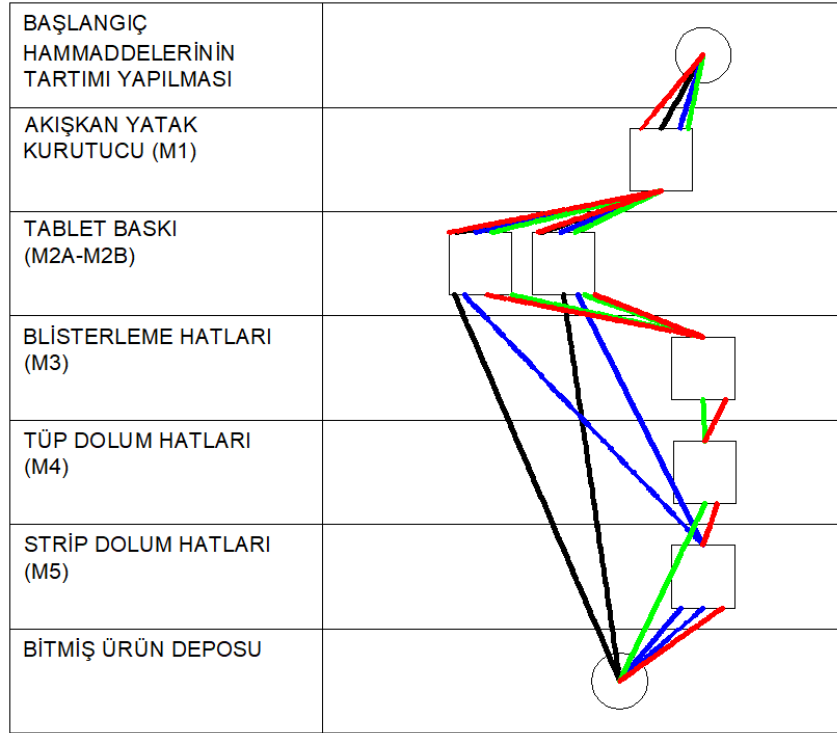 BAŞLANGIÇ
HAMMADDELERİNİN
TARTIMI YAPILMASI
AKIŞKAN YATAK
KURUTUCU (M1)
TABLET BASKI
(M2A-M2B)
BLİSTERLEME HATLARI
(M3)
TÜP DOLUM HATLARI
(M4)
STRİP DOLUM HATLARI
(M5)
BİTMİŞ ÜRÜN DEPOSU